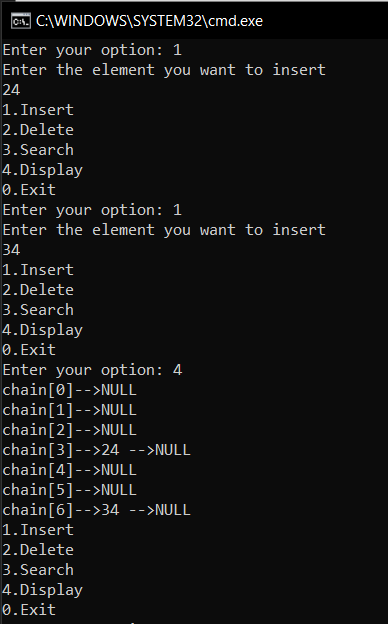 C:\WINDOWS\SYSTEM32\cmd.exe
Enter your option: 1
Enter the element you want to insert
24
1.Insert
2.Delete
3.Search
4.Display
0.Exit
Enter your option: 1
Enter the element you want to insert
34
1.Insert
2.Delete
3.Search
4.Display
0.Exit
Enter your option: 4
chain[0]-->NULL
chain[1]-->NULL
chain[2]-->NULL
chain[3]-->24 -->NULL
chain[4]-->NULL
chain[5]-->NULL
chain[6]-->34 -->NULL
1.Insert
2.Delete
3.Search
4.Display
0.Exit